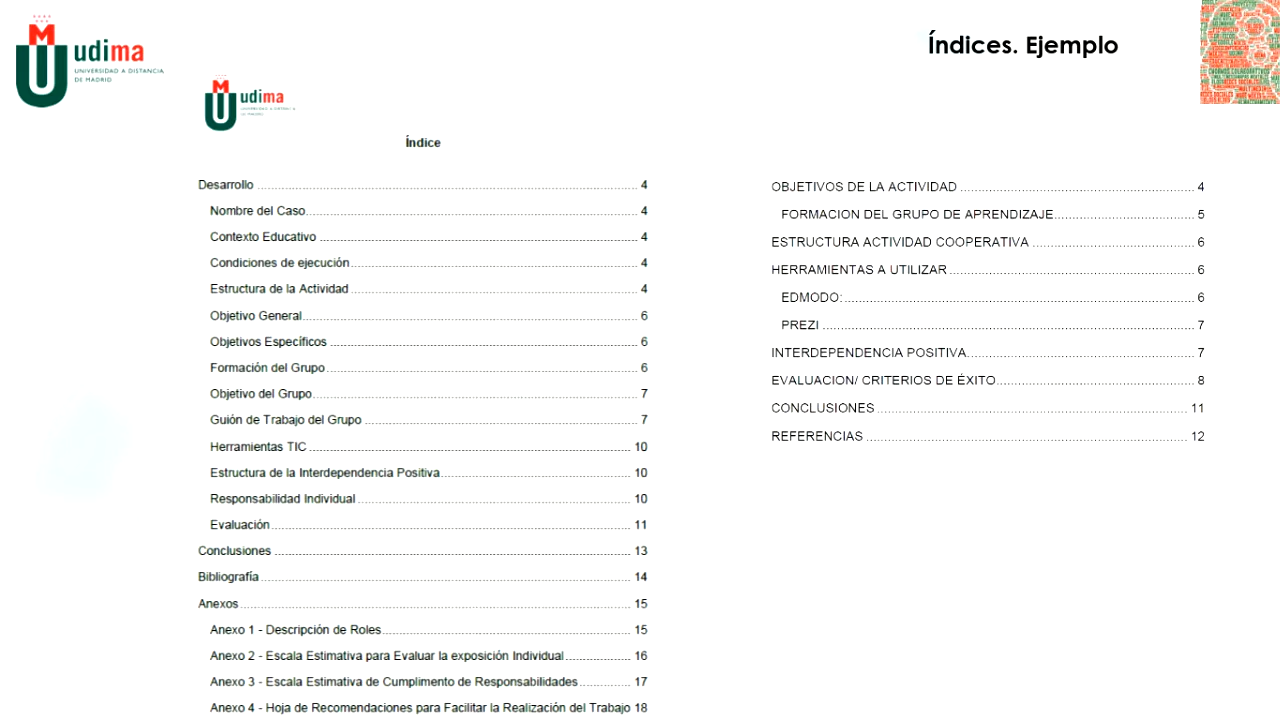 udima
UNIVERSIDAD A DISTANCIA
DE MADRID
Índices. Ejemplo
udima
UNIVERSIDAD A DISTANCIA
DE MADRID
Índice
Desarrollo 4
Nombre del Caso 4
Contexto Educativo 4
Condiciones de ejecución 4
Estructura de la Actividad 4
Objetivo General 6
Objetivos Específicos 6
Formación del Grupo 6
Objetivo del Grupo 7
Guión de Trabajo del Grupo 7
Herramientas TIC 10
Estructura de la Interdependencia Positiva 10
Responsabilidad Individual 10
Evaluación 11
Conclusiones 13
Bibliografía 14
Anexos 15
Anexo 1 - Descripción de Roles 15
Anexo 2 - Escala Estimativa para Evaluar la exposición Individual 16
Anexo 3 - Escala Estimativa de Cumplimento de Responsabilidades 17
Anexo 4 - Hoja de Recomendaciones para Facilitar la Realización del Trabajo 18
OBJETIVOS DE LA ACTIVIDAD 4
FORMACION DEL GRUPO DE APRENDIZAJE 5
ESTRUCTURA ACTIVIDAD COOPERATIVA 6
HERRAMIENTAS A UTILIZAR 6
EDMODO: 6
PREZI 7
INTERDEPENDENCIA POSITIVA 7
EVALUACION/ CRITERIOS DE ÉXITO 8
CONCLUSIONES 11
REFERENCIAS 12